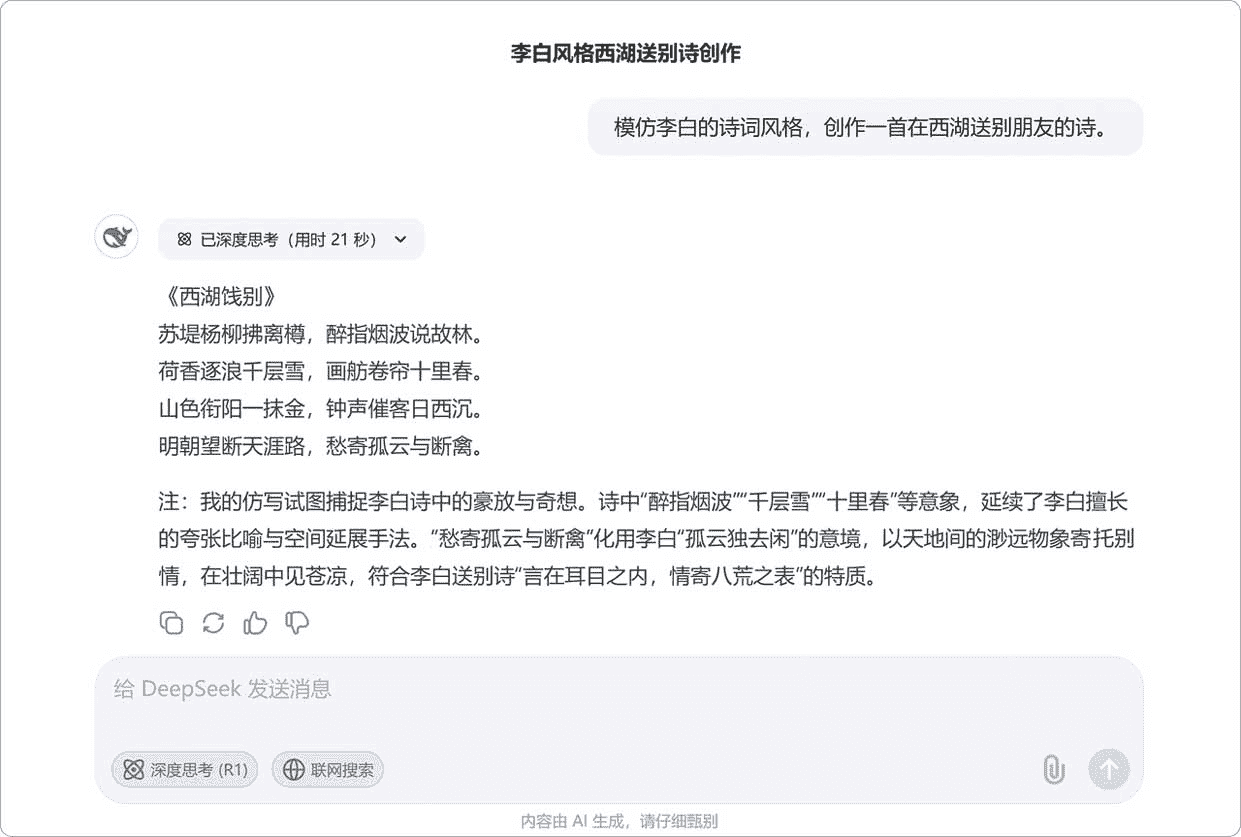 李白风格西湖送别诗创作
模仿李白的诗词风格，创作一首在西湖送别朋友的诗。
已深度思考（用时 21 秒）
《西湖饯别》
苏堤杨柳拂离樽，醉指烟波说故林。
荷香逐浪千层雪，画舫卷帘十里春。
山色衔阳一抹金，钟声催客日西沉。
明朝望断天涯路，愁寄孤云与断禽。
注：我的仿写试图捕捉李白诗中的豪放与奇想。诗中“醉指烟波”“千层雪”“十里春”等意象，延续了李白擅长
的夸张比喻与空间延展手法。“愁寄孤云与断禽”化用李白“孤云独去闲”的意境，以天地间的渺远物象寄托别
情，在壮阔中见苍凉，符合李白送别诗“言在耳目之内，情寄八荒之表”的特质。
给 DeepSeek 发送消息
深度思考 (R1)
联网搜索
内容由 AI 生成，请仔细甄别